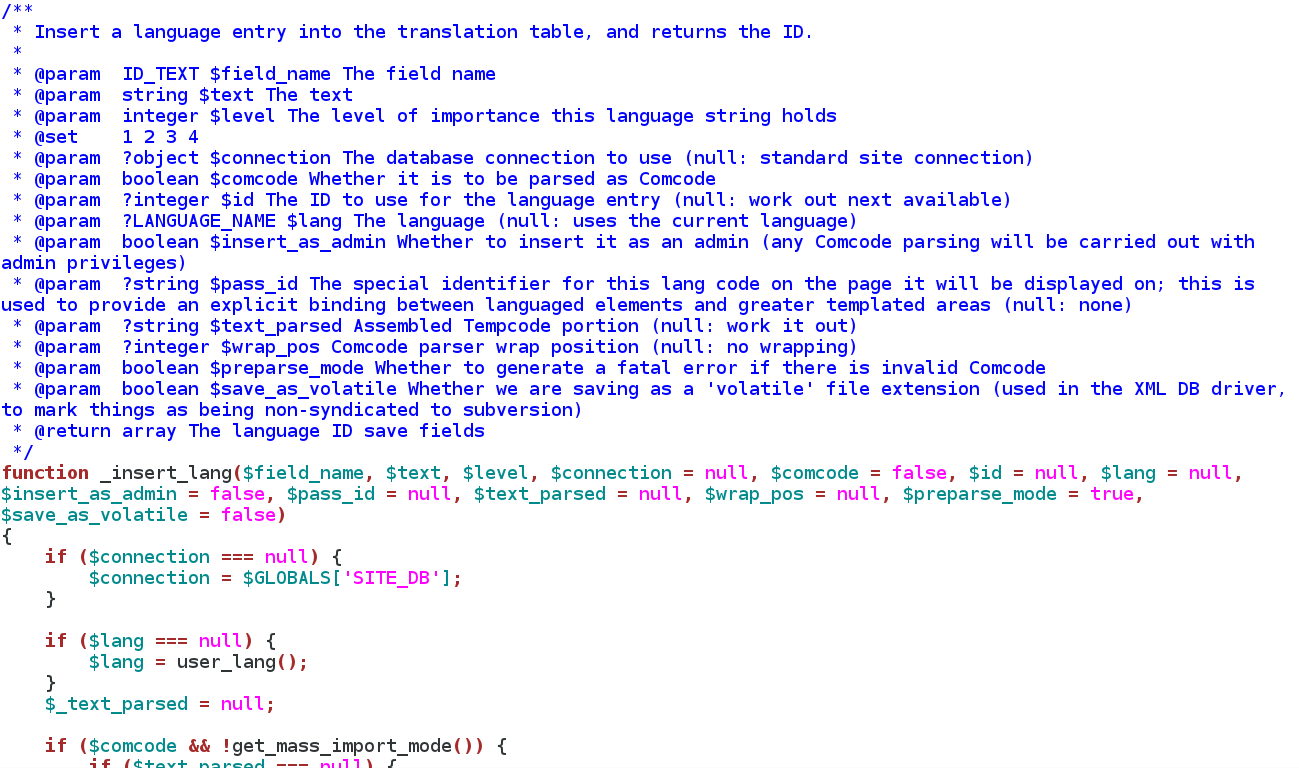 /**
 * Insert a language entry into the translation table, and returns the ID.
 *
 * @param  ID_TEXT $field_name The field name
 * @param  string $text The text
 * @param  integer $level The level of importance this language string holds
 * @set    1 2 3 4
 * @param  ?object $connection The database connection to use (null: standard site connection)
 * @param  boolean $comcode Whether it is to be parsed as Comcode
 * @param  ?integer $id The ID to use for the language entry (null: work out next available)
 * @param  ?LANGUAGE_NAME $lang The language (null: uses the current language)
 * @param  boolean $insert_as_admin Whether to insert it as an admin (any Comcode parsing will be carried out with
admin privileges)
 * @param  ?string $pass_id The special identifier for this lang code on the page it will be displayed on; this is
used to provide an explicit binding between languaged elements and greater templated areas (null: none)
 * @param  ?string $text_parsed Assembled Tempcode portion (null: work it out)
 * @param  ?integer $wrap_pos Comcode parser wrap position (null: no wrapping)
 * @param  boolean $preparse_mode Whether to generate a fatal error if there is invalid Comcode
 * @param  boolean $save_as_volatile Whether we are saving as a 'volatile' file extension (used in the XML DB driver,
to mark things as being non-syndicated to subversion)
 * @return array The language ID save fields
 */
function _insert_lang($field_name, $text, $level, $connection = null, $comcode = false, $id = null, $lang = null,
$insert_as_admin = false, $pass_id = null, $text_parsed = null, $wrap_pos = null, $preparse_mode = true,
$save_as_volatile = false)
{
    if ($connection === null) {
        $connection = $GLOBALS['SITE_DB'];
    }

    if ($lang === null) {
        $lang = user_lang();
    }
    $_text_parsed = null;

    if ($comcode && !get_mass_import_mode()) {
        if ($text_parsed === null) {